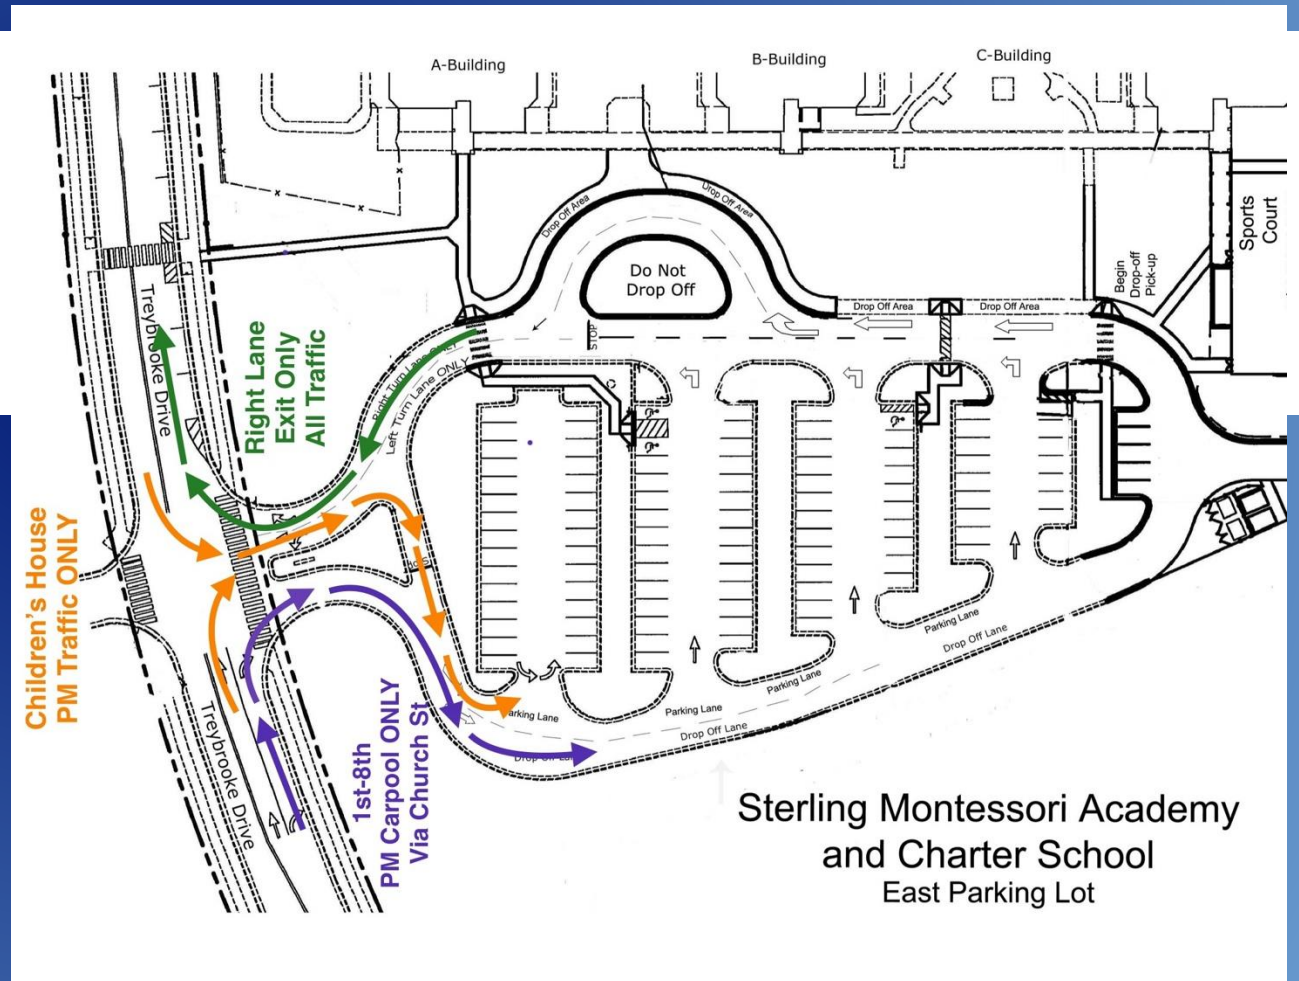 A-Building
B-Building
C-Building
Drop Off Area
Drop Off Area
Sports
Court
Begin
Drop-off
Pick-up
Do Not
Drop Off
Drop Off Area
Drop Off Area
STOP
Treybrooke Drive
Right Lane
Exit Only
All Traffic
Right Turn Lane ONLY
Left Turn Lane ONLY
Children's House
PM Traffic ONLY
Parking Lane
Drop Off Lane
Parking Lane
Parking Lane
Drop Off Lane
Parking Lane
Treybrooke Drive
1st-8th
PM Carpool ONLY
Via Church St
Sterling Montessori Academy
and Charter School
East Parking Lot